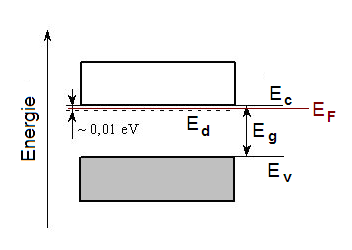 Energie
E_c
E_F
~ 0,01 eV
E_d
E_g
E_v